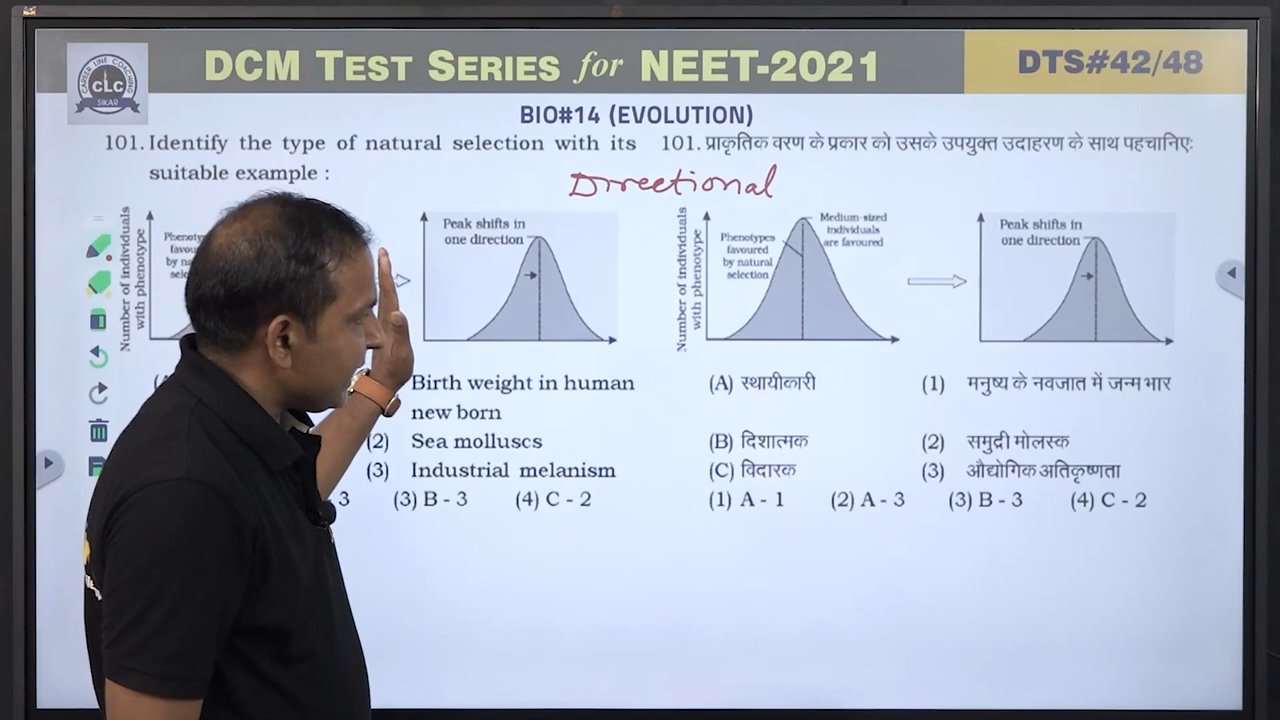 DCM TEST SERIES for NEET-2021
DTS#42/48
CAREER LINE COACHING
CLC
SIKAR
BIO#14 (EVOLUTION)
101. Identify the type of natural selection with its
suitable example :
Directional
Number of individuals
with phenotype
Peak shifts in
one direction
Birth weight in human
new born
(2) Sea molluscs
(3) Industrial melanism
3 (3) B - 3 (4) C - 2
101. प्राकृतिक वरण के प्रकार को उसके उपयुक्त उदाहरण के साथ पहचानिए:
Number of individuals
with phenotype
Phenotypes
favoured
by natural
selection
Medium-sized
individuals
are favoured
Peak shifts in
one direction
(A) स्थायीकारी (1) मनुष्य के नवजात में जन्म भार
(B) दिशात्मक (2) समुद्री मोलस्क
(C) विदारक (3) औद्योगिक अतिकृष्णता
(1) A - 1 (2) A - 3 (3) B - 3 (4) C - 2